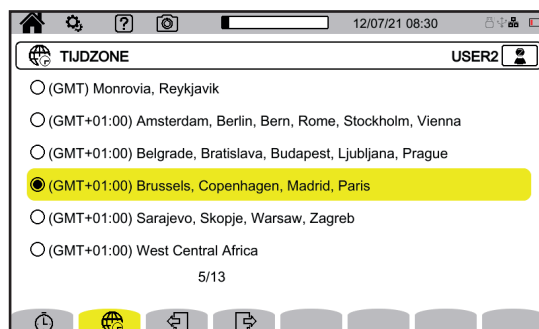 12/07/21 08:30
TIJDZONE USER2
(GMT) Monrovia, Reykjavik
(GMT+01:00) Amsterdam, Berlin, Bern, Rome, Stockholm, Vienna
(GMT+01:00) Belgrade, Bratislava, Budapest, Ljubljana, Prague
(GMT+01:00) Brussels, Copenhagen, Madrid, Paris
(GMT+01:00) Sarajevo, Skopje, Warsaw, Zagreb
(GMT+01:00) West Central Africa
5/13